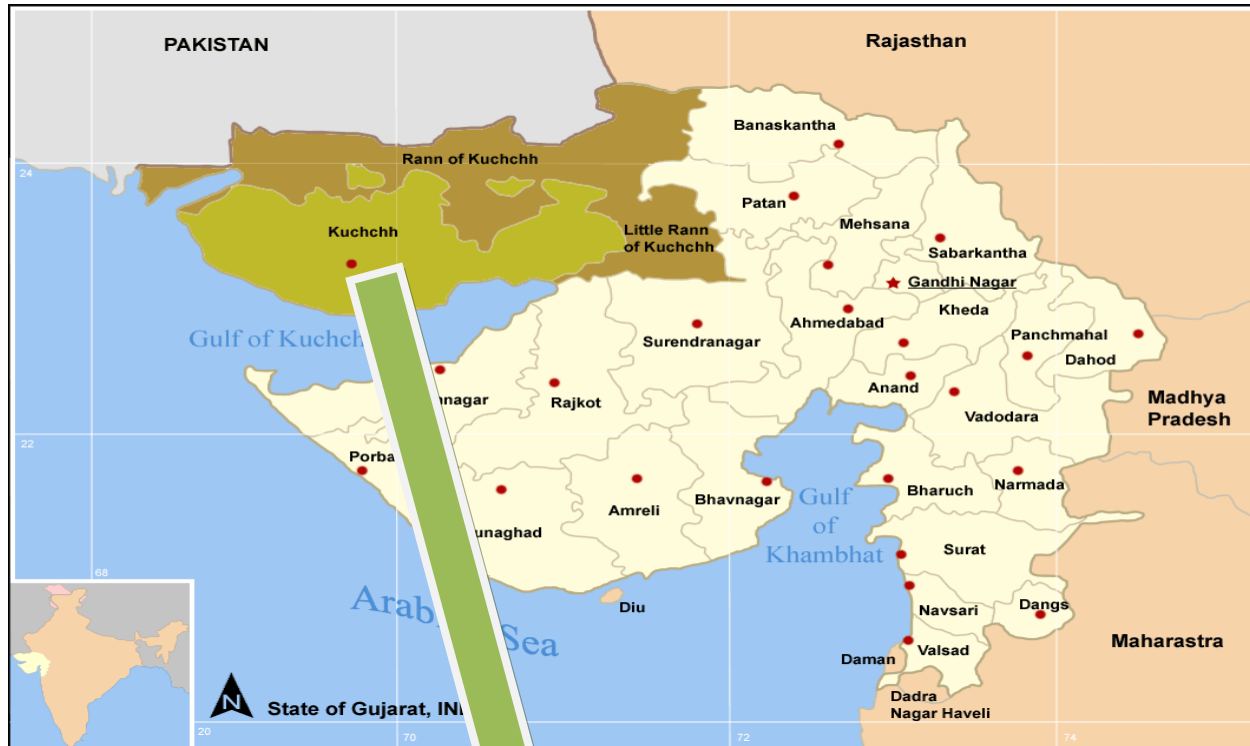 PAKISTAN
Rajasthan
Banaskantha
Rann of Kuchchh
24
Patan
Mehsana
Kuchchh
Little Rann
of Kuchchh
Sabarkantha
Gandhi Nagar
Kheda
Gulf of Kuchch
Surendranagar
Ahmedabad
Panchmahal
Dahod
Anand
nnagar
Rajkot
Vadodara
Madhya
Pradesh
22
Porba
Bharuch
Narmada
Bhavnagar
Amreli
Gulf
of
Khambhat
unaghad
Surat
68
Arab
Sea
Diu
Navsari
Dangs
Maharastra
Valsad
Daman
Dadra
Nagar Haveli
N
State of Gujarat, IN
20
70
72
74